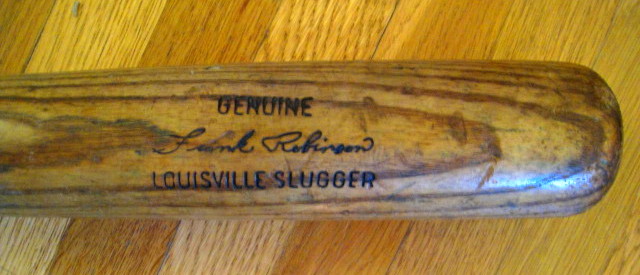 GENUINE
Frank Robinson
LOUISVILLE SLUGGER